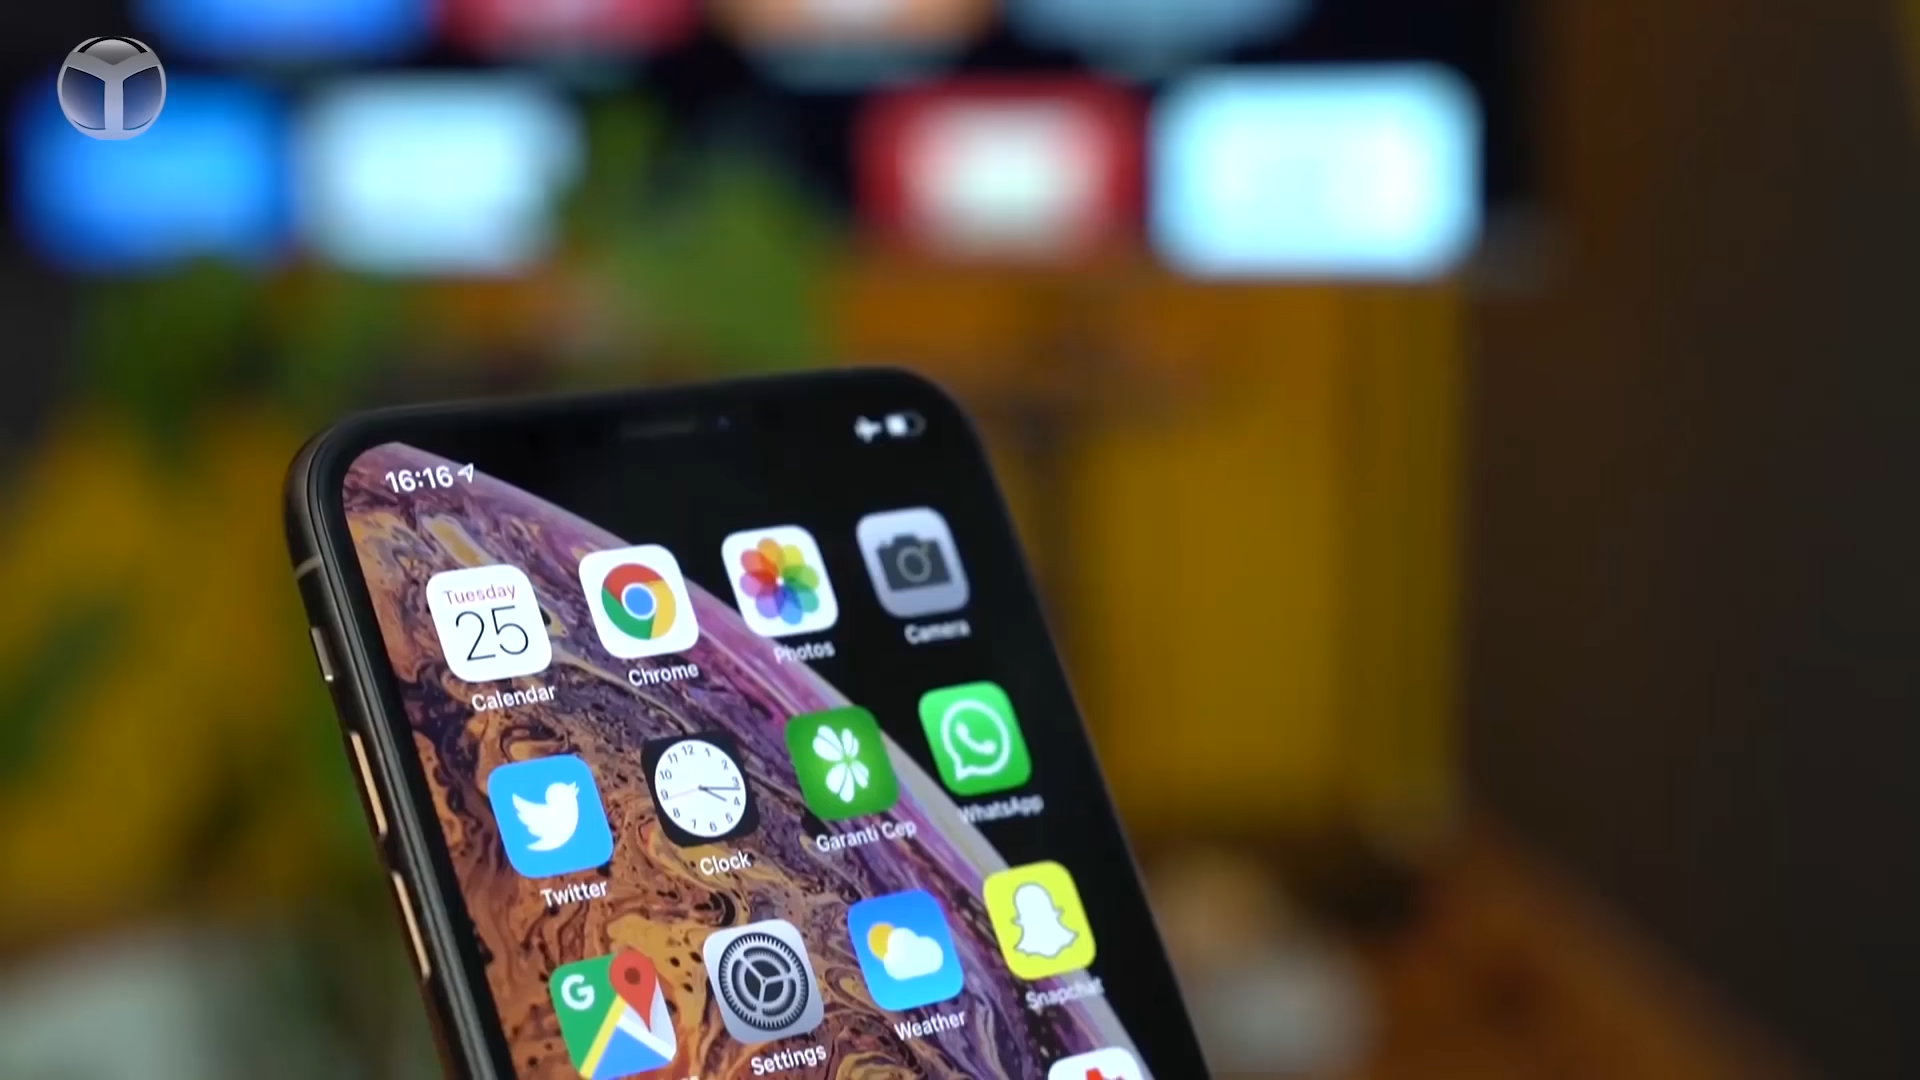 16:16
Tuesday
25
Calendar
Chrome
Photos
Camera
Twitter
Clock
Garanti Cep
WhatsApp
G
Settings
Weather
Snapchat